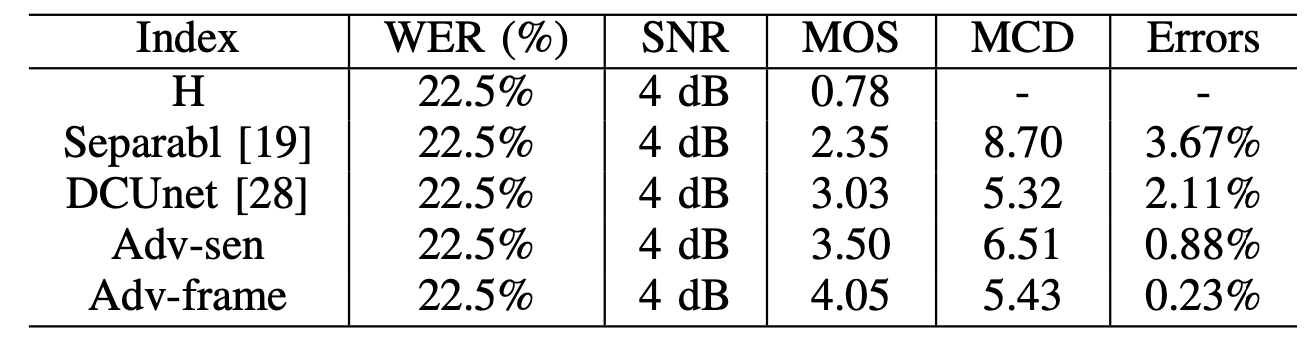 Index WER (%) SNR MOS MCD Errors
H 22.5% 4 dB 0.78 - -
Separabl [19] 22.5% 4 dB 2.35 8.70 3.67%
DCUnet [28] 22.5% 4 dB 3.03 5.32 2.11%
Adv-sen 22.5% 4 dB 3.50 6.51 0.88%
Adv-frame 22.5% 4 dB 4.05 5.43 0.23%